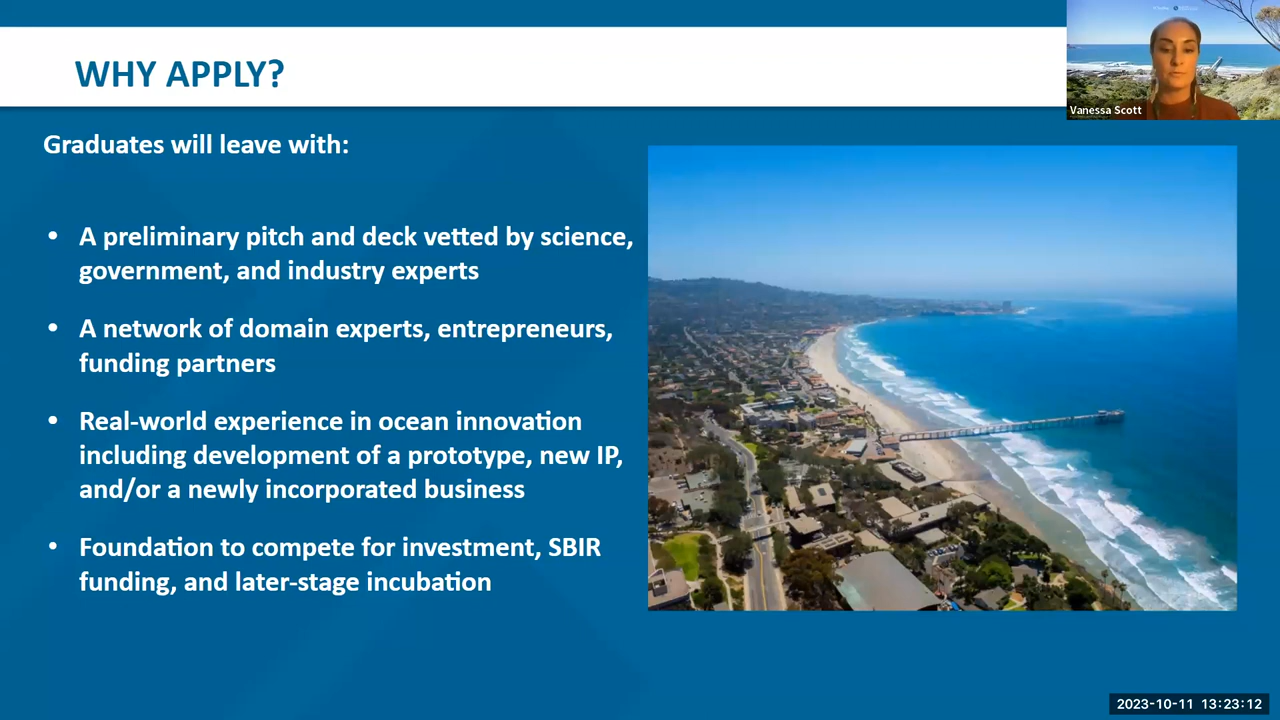 WHY APPLY?
Vanessa Scott
Graduates will leave with:
• A preliminary pitch and deck vetted by science,
government, and industry experts
• A network of domain experts, entrepreneurs,
funding partners
• Real-world experience in ocean innovation
including development of a prototype, new IP,
and/or a newly incorporated business
• Foundation to compete for investment, SBIR
funding, and later-stage incubation
2023-10-11 13:23:12